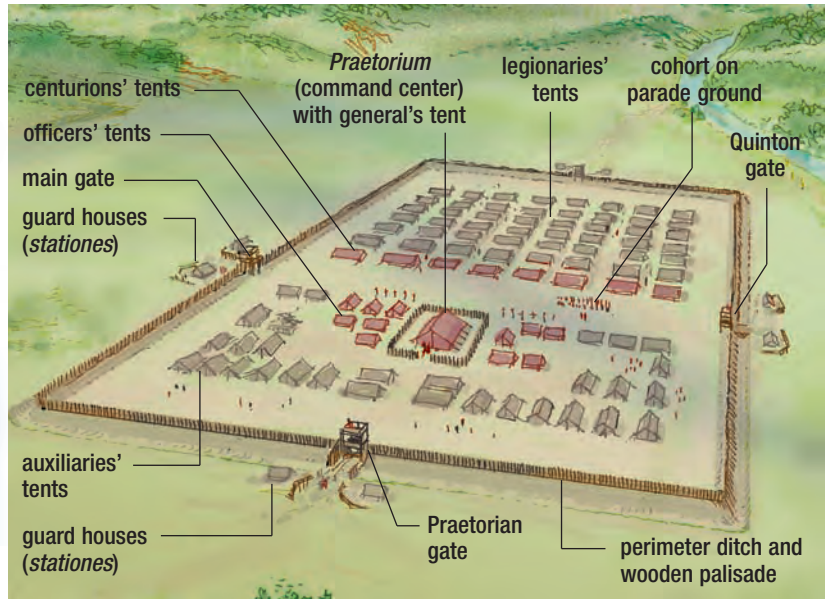 centurions' tents
officers' tents
main gate
guard houses
(stationes)
Praetorium
(command center)
with general's tent
legionaries'
tents
cohort on
parade ground
Quinton
gate
auxiliaries'
tents
guard houses
(stationes)
Praetorian
gate
perimeter ditch and
wooden palisade